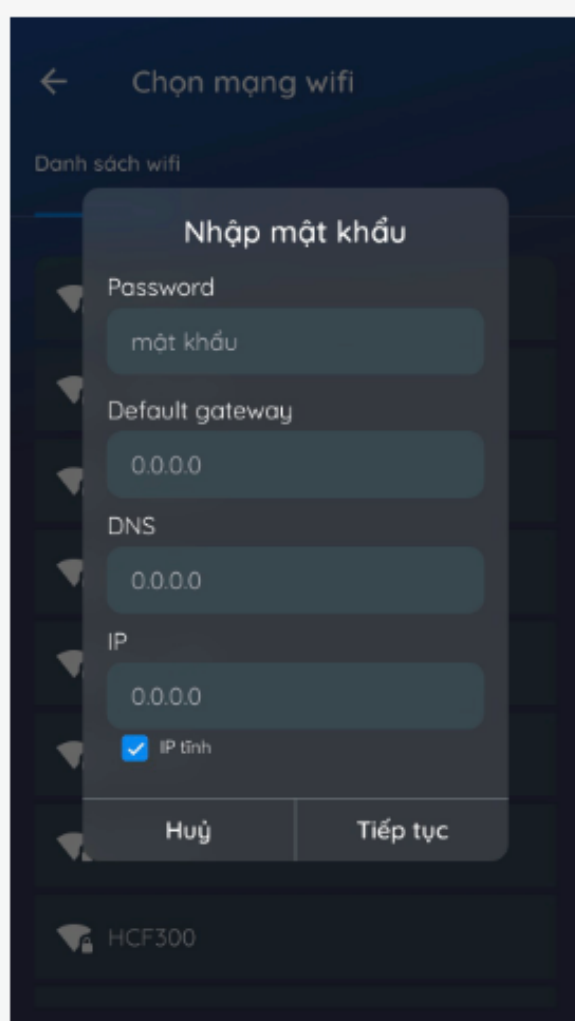 Chọn mạng wifi
Danh sách wifi
Nhập mật khẩu
Password
mật khẩu
Default gateway
0.0.0.0
DNS
0.0.0.0
IP
0.0.0.0
IP tĩnh
Huỷ
Tiếp tục
HCF300